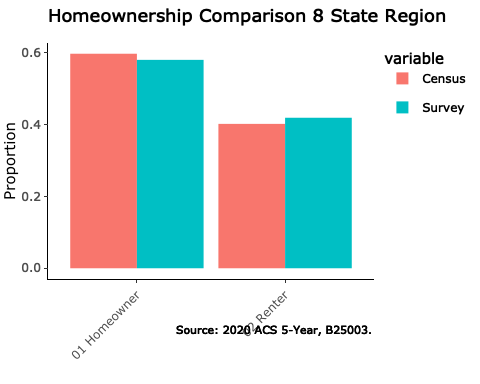 Homeownership Comparison 8 State Region
variable
Census
Survey
Proportion
0.6
0.4
0.2
0.0
01 Homeowner
02 Renter
Source: 2020 ACS 5-Year, B25003.